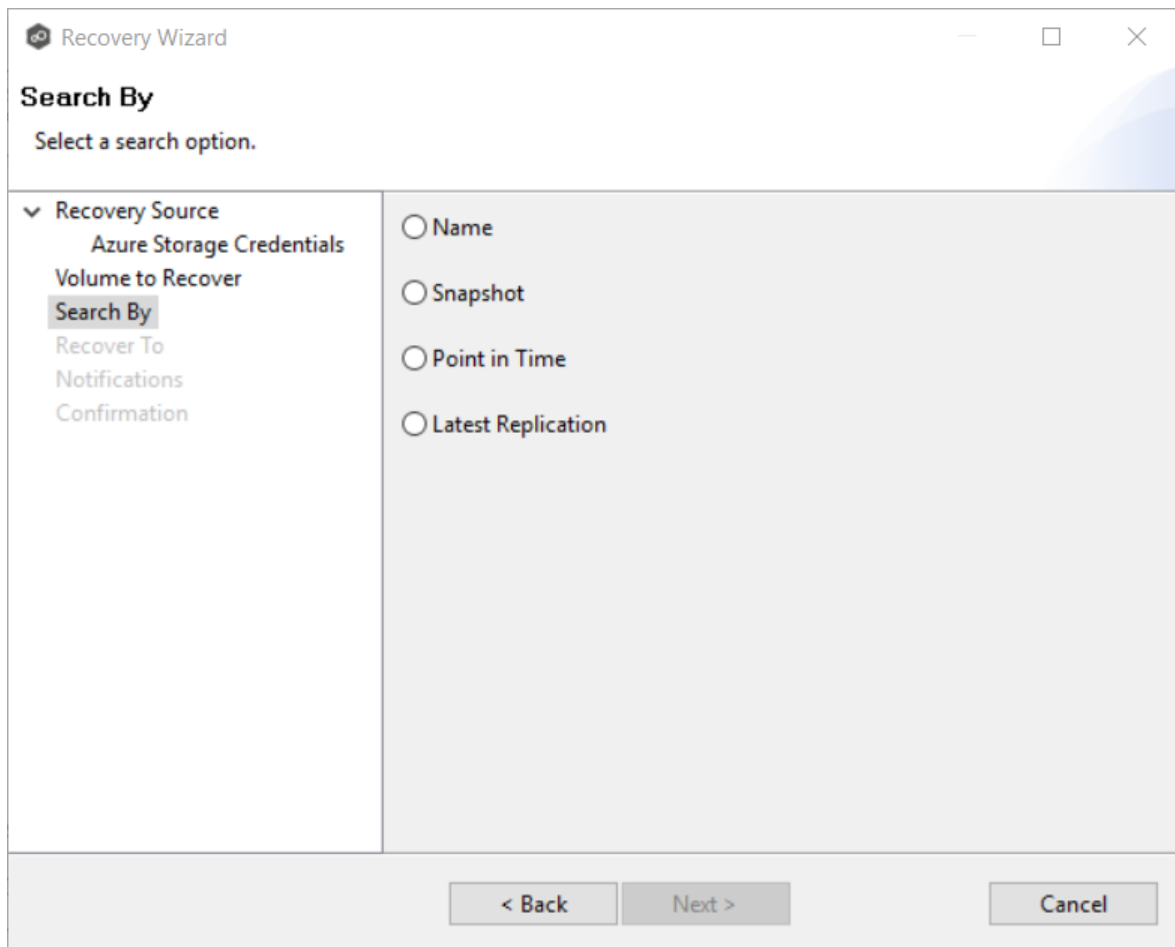 Recovery Wizard
Search By
Select a search option.
Recovery Source
Azure Storage Credentials
Volume to Recover
Search By
Recover To
Notifications
Confirmation
Name
Snapshot
Point in Time
Latest Replication
< Back
Next >
Cancel